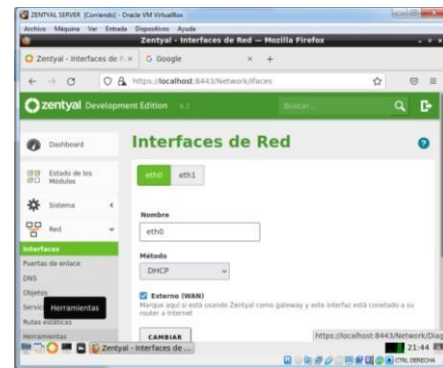 ZENTYAL SERVER [Corriendo] - Oracle VM VirtualBox
Archivo Máquina Ver Entrada Dispositivos Ayuda
Zentyal - Interfaces de Red — Mozilla Firefox
Zentyal - Interfaces de R
Google
https://localhost:8443/Network/Ifaces
zentyal Development Edition 6.2
Buscar...
Interfaces de Red
Dashboard
Estado de los Módulos
Sistema
Red
Interfaces
Puertas de enlace
DNS
Objetos
Servic
Herramientas
Rutas estáticas
Herramientas
eth0 eth1
Nombre
eth0
Método
DHCP
Externo (WAN)
Marque aquí si está usando Zentyal como gateway y este interfaz está conetado a su
router a Internet
CAMBIAR
https://localhost:8443/Network/Diag
Zentyal - Interfaces de ...
21:44
CTRL DERECHA